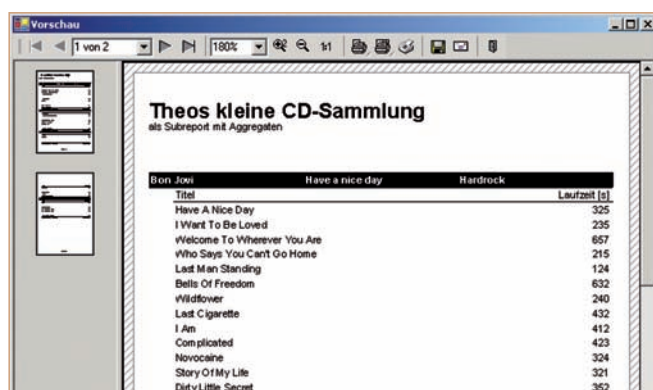 Vorschau
1 von 2 180% 1:1
Theos kleine CD-Sammlung
als Subreport mit Aggregaten
Bon Jovi Have a nice day Hardrock
Titel Laufzeit [s]
Have A Nice Day 325
I Want To Be Loved 235
Welcome To Wherever You Are 657
Who Says You Can't Go Home 215
Last Man Standing 124
Bells Of Freedom 632
Wildflower 240
Last Cigarette 432
I Am 412
Complicated 423
Novocaine 324
Story Of My Life 321
Dirty Little Secret 352